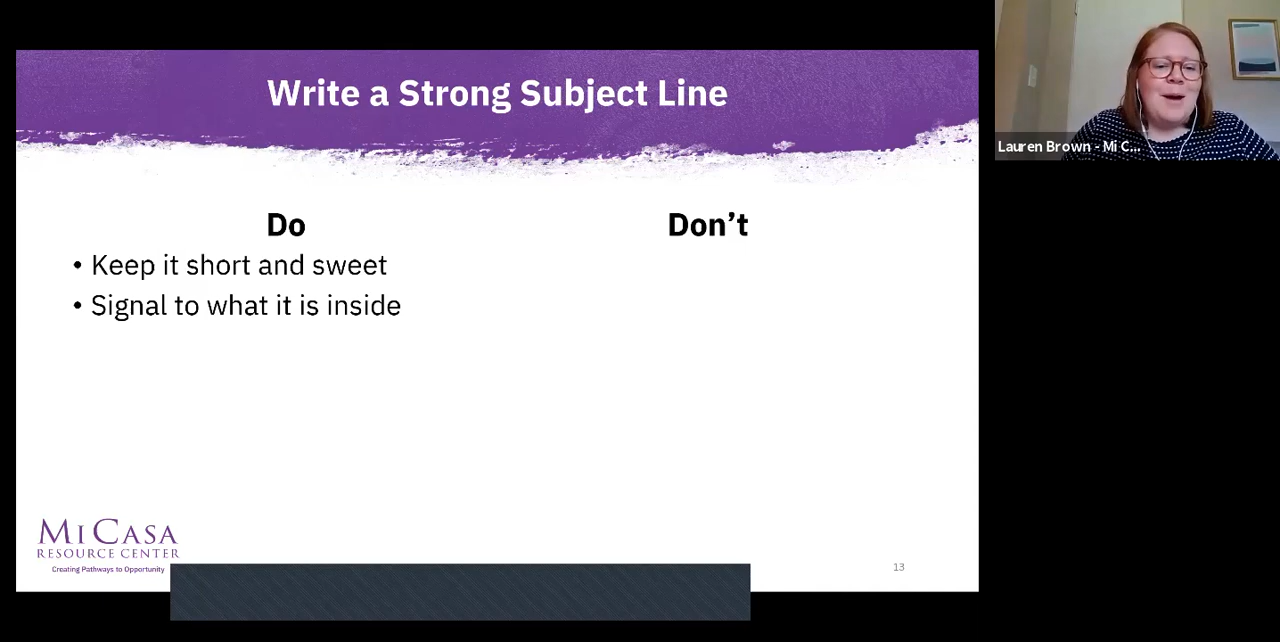 Write a Strong Subject Line
Do
• Keep it short and sweet
• Signal to what it is inside
Don’t
MI CASA
RESOURCE CENTER
Creating Pathways to Opportunity
13
Lauren Brown - Mi C...